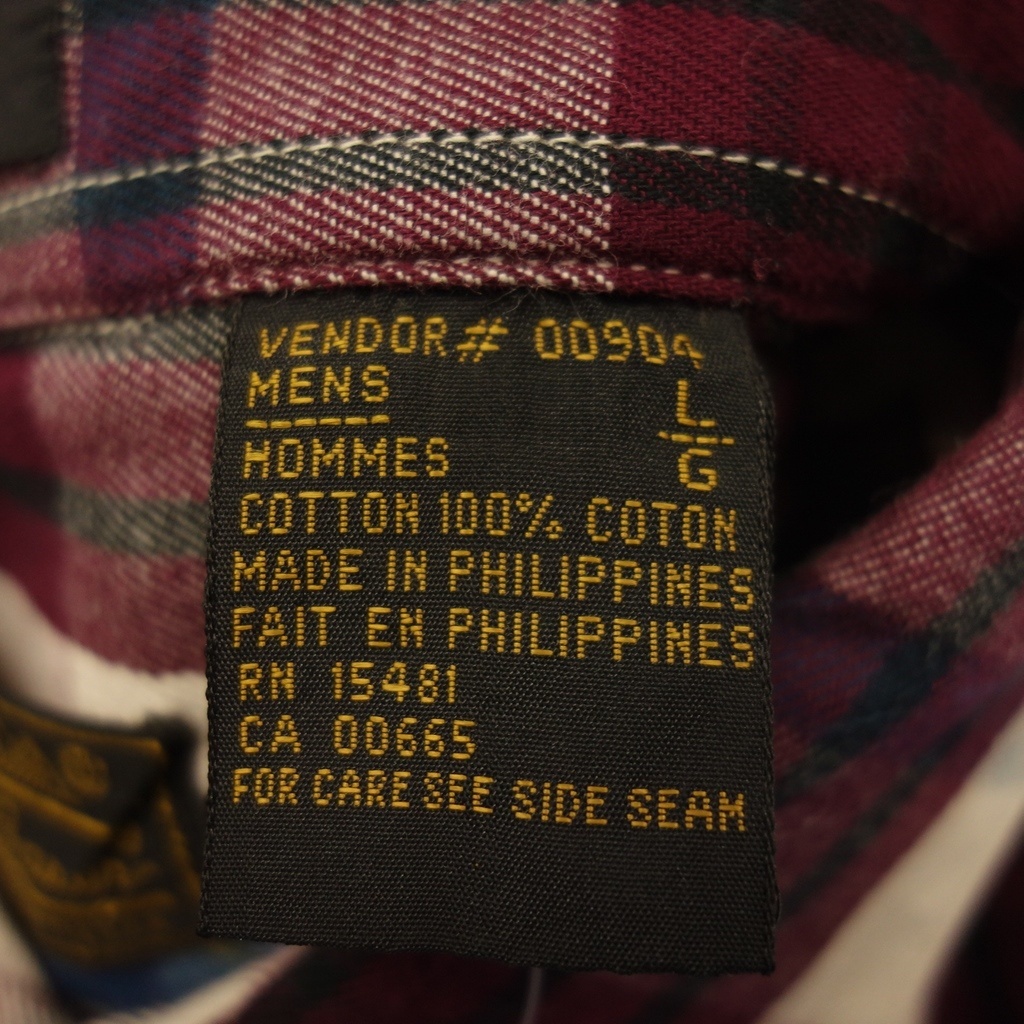 VENDOR # 00904
MENS
L
HOMMES
G
COTTON 100% COTON
MADE IN PHILIPPINES
FAIT EN PHILIPPINES
RN 15481
CA 00665
FOR CARE SEE SIDE SEAM